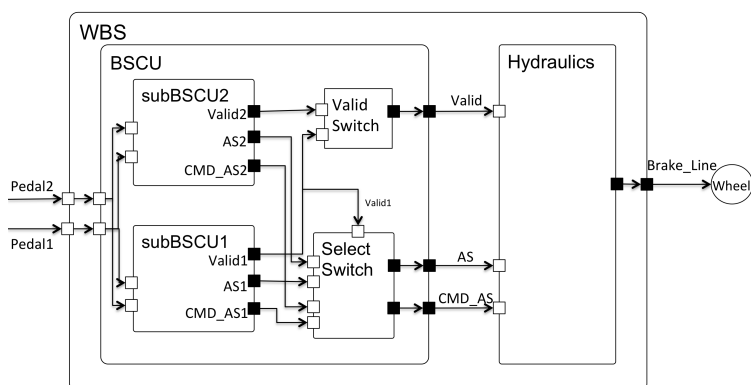 WBS
BSCU
Hydraulics
subBSCU2
Valid2
AS2
CMD_AS2
Valid
Switch
Valid
Pedal2
Pedal1
Brake_Line
Wheel
Valid1
subBSCU1
Valid1
AS1
CMD_AS1
Select
Switch
AS
CMD_AS